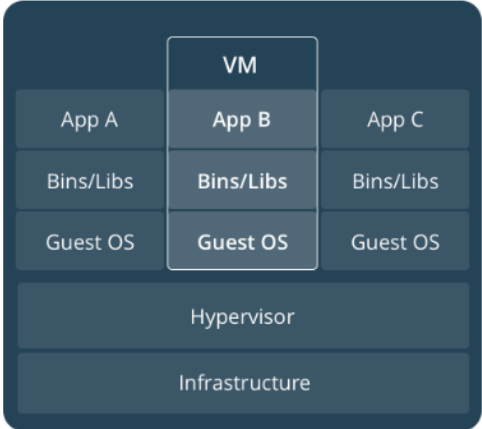 VM
App A App B App C
Bins/Libs Bins/Libs Bins/Libs
Guest OS Guest OS Guest OS
Hypervisor
Infrastructure